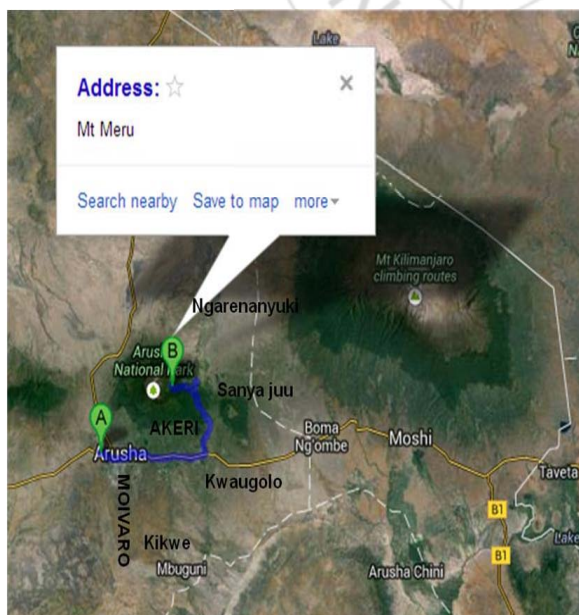 Lake
Address: ☆ ×
Mt Meru
Search nearby Save to map more
Mt Kilimanjaro
climbing routes
Ngarenanyuki
B
National Park
Sanya juu
A
AKERI
Arusha
Boma
Ng'ombe
Moshi
Taveta
Kwaugolo
MOIVARO
B1
Lake
Kikwe
B1
Mbuguni
Arusha Chini